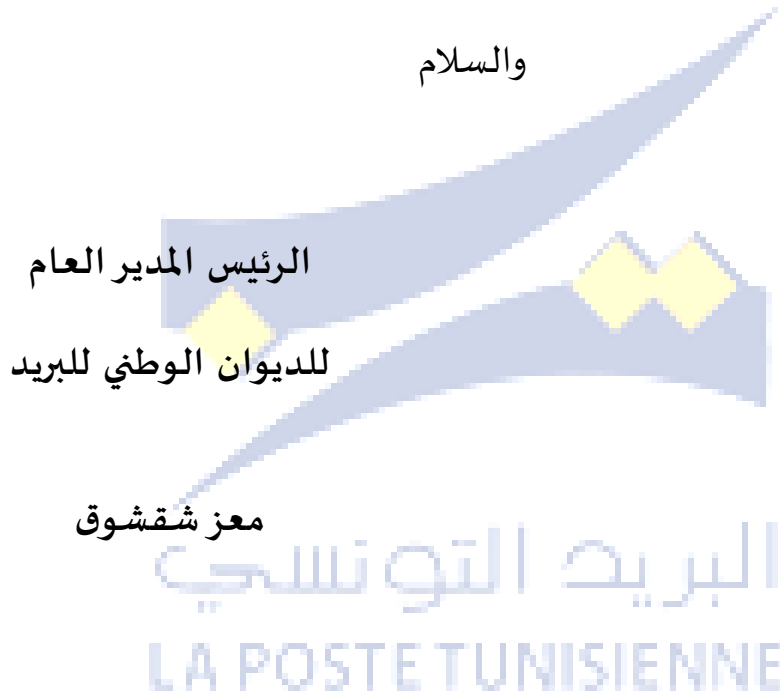 والسلام
الرئيس المدير العام
للديوان الوطني للبريد
معز شقشوق
البريد التونسي
LA POSTE TUNISIENNE